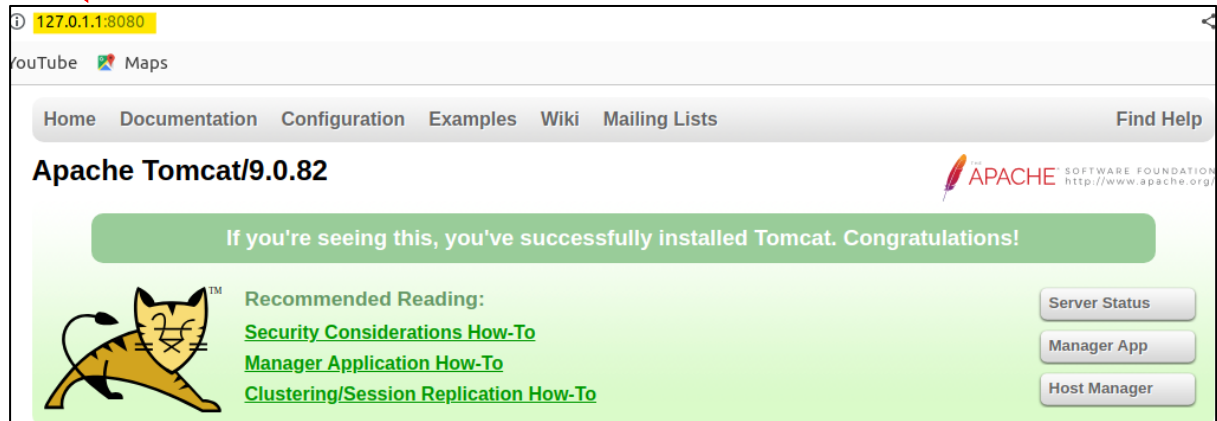 127.0.1.1:8080
YouTube Maps
Home Documentation Configuration Examples Wiki Mailing Lists Find Help
Apache Tomcat/9.0.82
THE
APACHE SOFTWARE FOUNDATION
http://www.apache.org/
If you're seeing this, you've successfully installed Tomcat. Congratulations!
TM
Recommended Reading:
Security Considerations How-To
Manager Application How-To
Clustering/Session Replication How-To
Server Status
Manager App
Host Manager